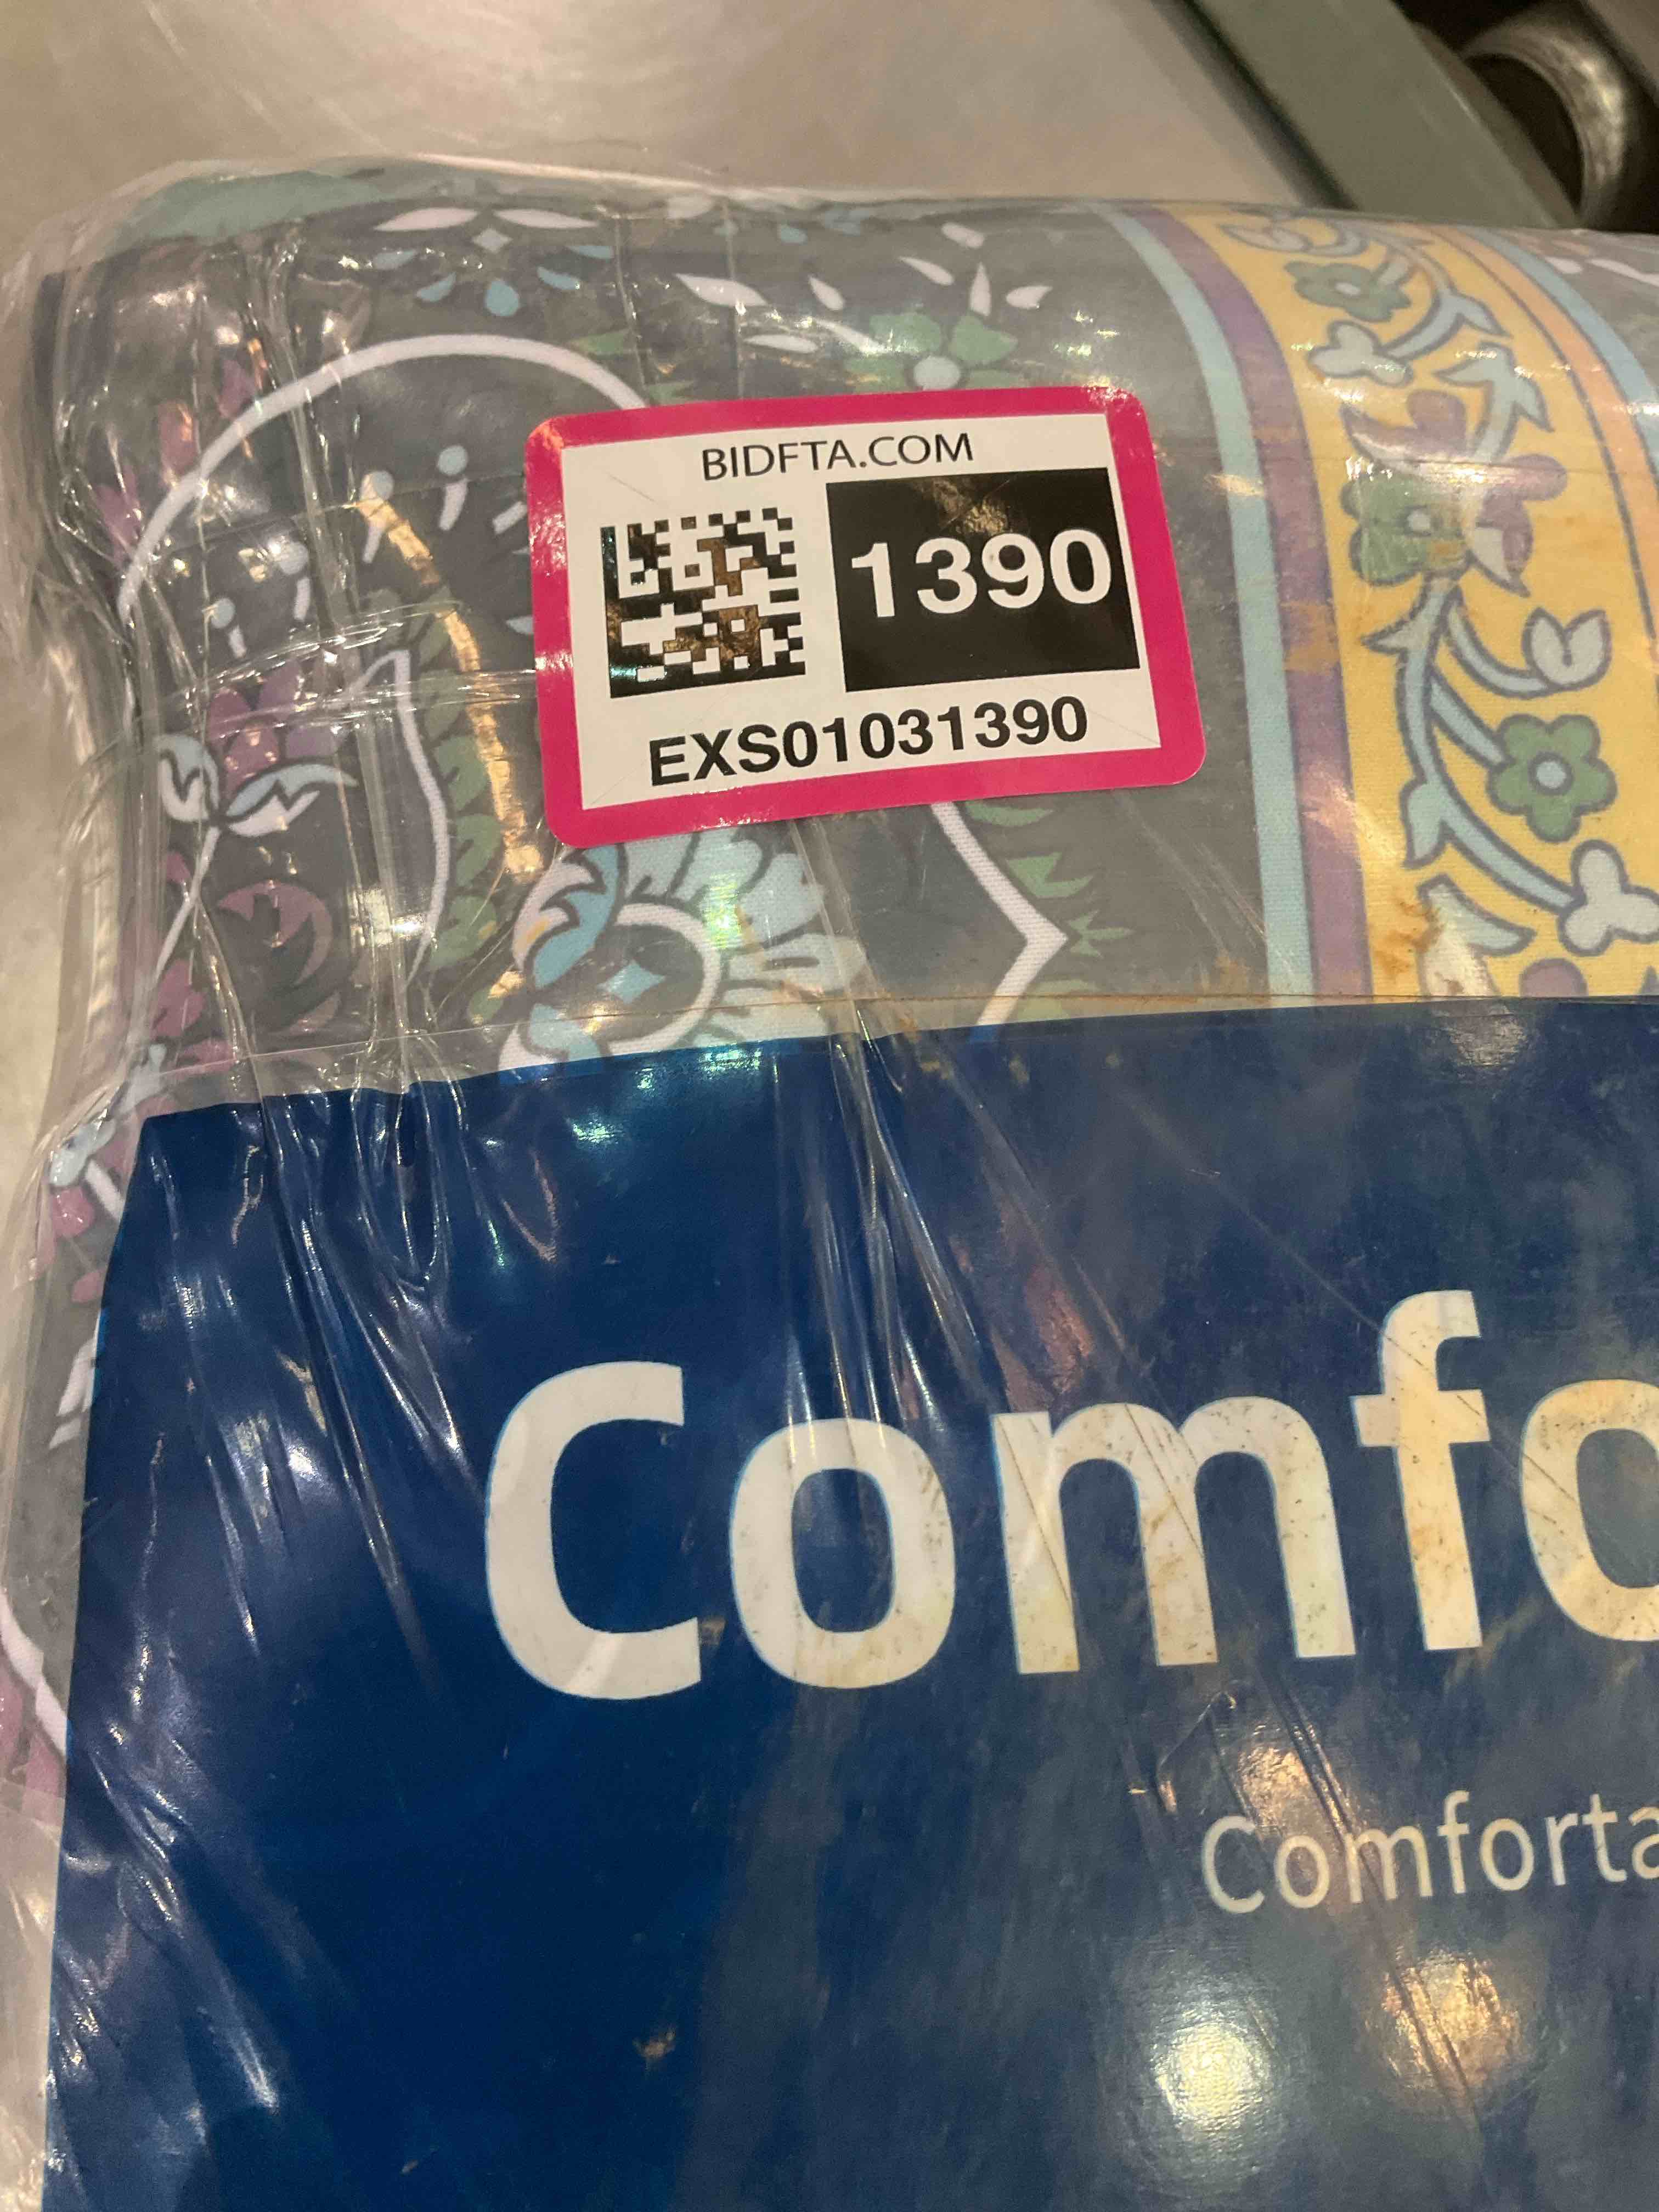 BIDFTA.COM
1390
EXS01031390
Comfo
Comforta